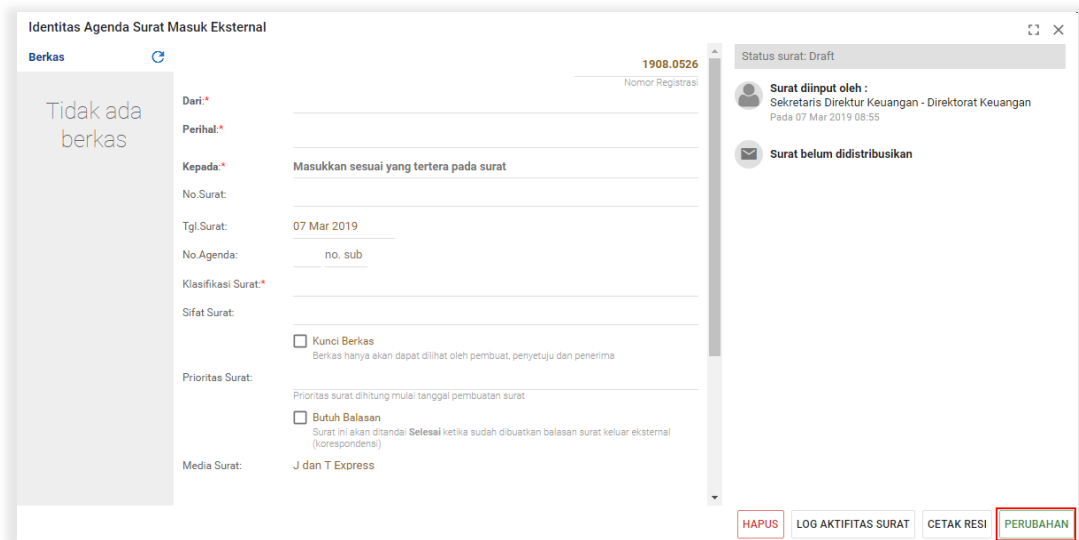 Identitas Agenda Surat Masuk Eksternal
Berkas
Tidak ada
berkas
1908.0526
Nomor Registrasi
Dari:*
Perihal:*
Kepada:* Masukkan sesuai yang tertera pada surat
No.Surat:
Tgl.Surat: 07 Mar 2019
No.Agenda: no. sub
Klasifikasi Surat:*
Sifat Surat:
Kunci Berkas
Berkas hanya akan dapat dilihat oleh pembuat, penyetuju dan penerima
Prioritas Surat:
Prioritas surat dihitung mulai tanggal pembuatan surat
Butuh Balasan
Surat ini akan ditandai Selesai ketika sudah dibuatkan balasan surat keluar eksternal
(korespondensi)
Media Surat: J dan T Express
Status surat: Draft
Surat diinput oleh :
Sekretaris Direktur Keuangan - Direktorat Keuangan
Pada 07 Mar 2019 08:55
Surat belum didistribusikan
HAPUS LOG AKTIFITAS SURAT CETAK RESI PERUBAHAN